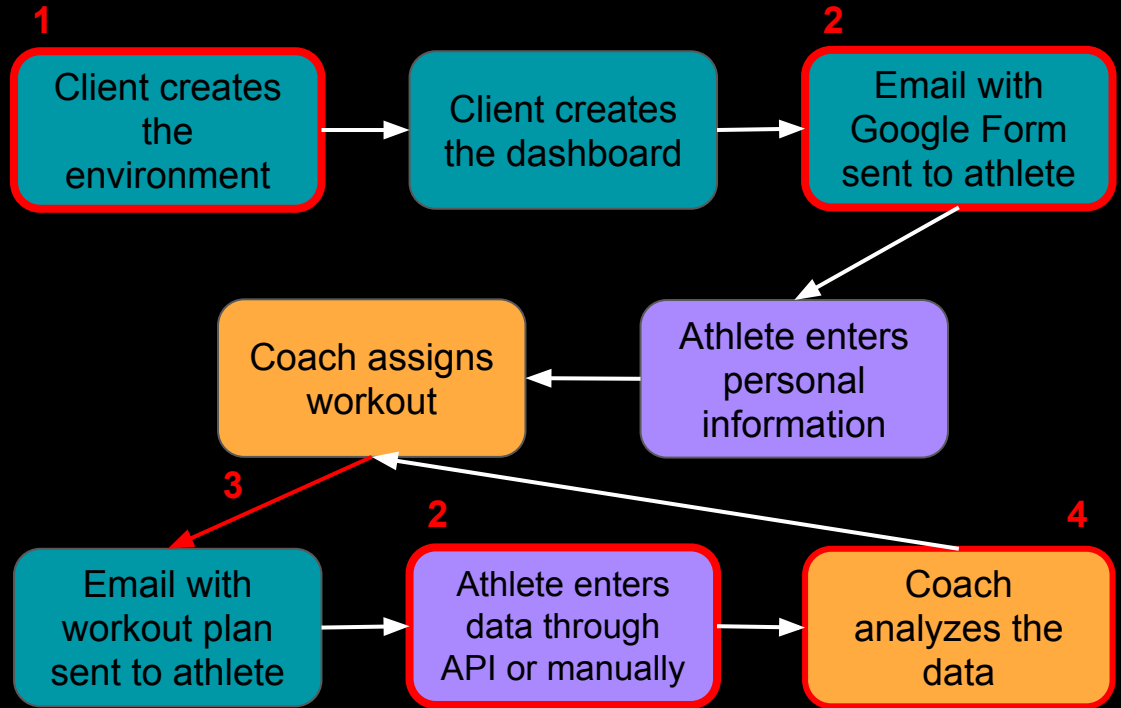 1
Client creates
the
environment
Client creates
the dashboard
2
Email with
Google Form
sent to athlete
Coach assigns
workout
Athlete enters
personal
information
3
Email with
workout plan
sent to athlete
2
Athlete enters
data through
API or manually
4
Coach
analyzes the
data